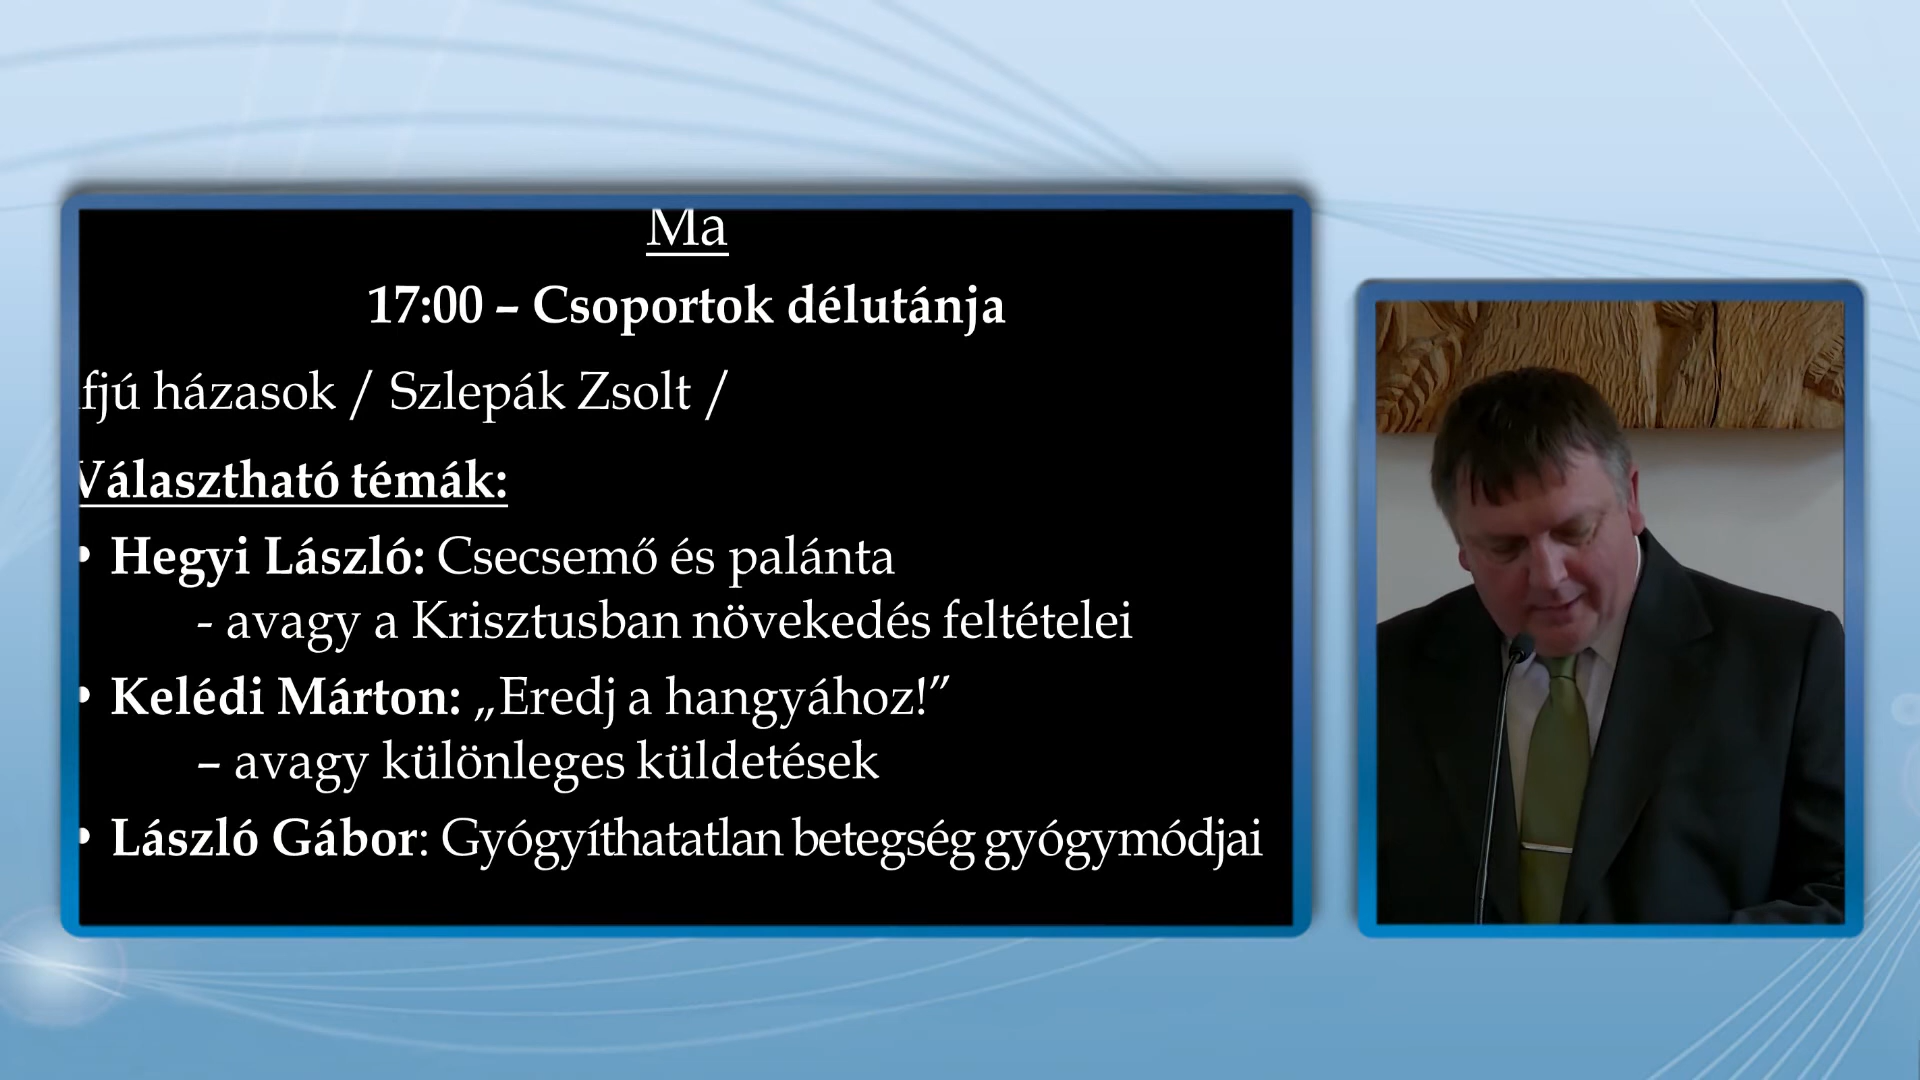 Ma
17:00 – Csoportok délutánja
fjú házasok / Szlepák Zsolt /
Választható témák:
• Hegyi László: Csecsemő és palánta
- avagy a Krisztusban növekedés feltételei
• Kelédi Márton: „Eredj a hangyához!”
– avagy különleges küldetések
• László Gábor: Gyógyíthatatlan betegség gyógymódjai